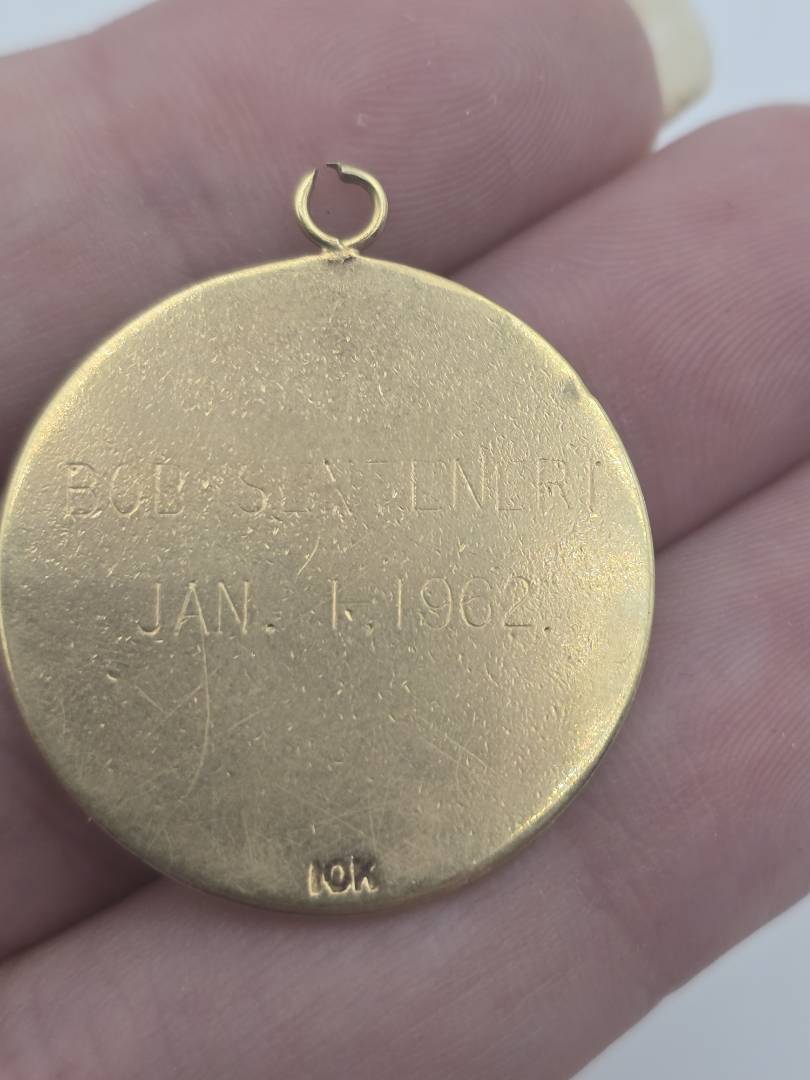 BOB
JAN. 1, 1962.
10K